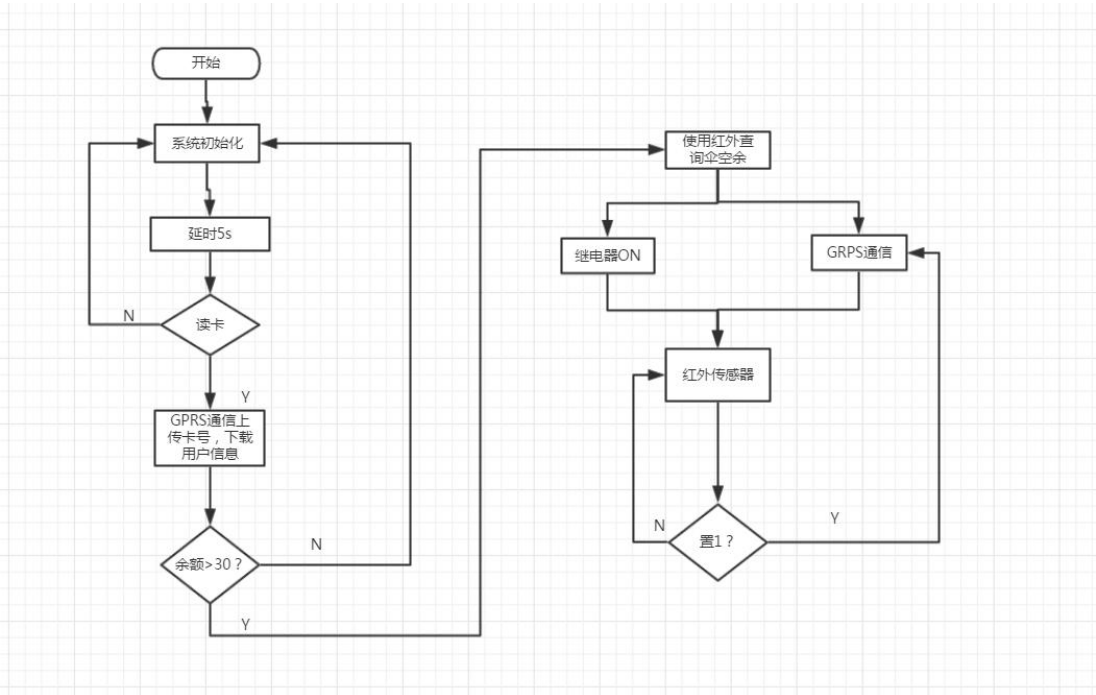 开始
系统初始化
延时5s
N
读卡
Y
GPRS通信上
传卡号，下载
用户信息
N
余额>30？
Y
使用红外查
询伞空余
继电器ON
GRPS通信
红外传感器
N
置1？
Y